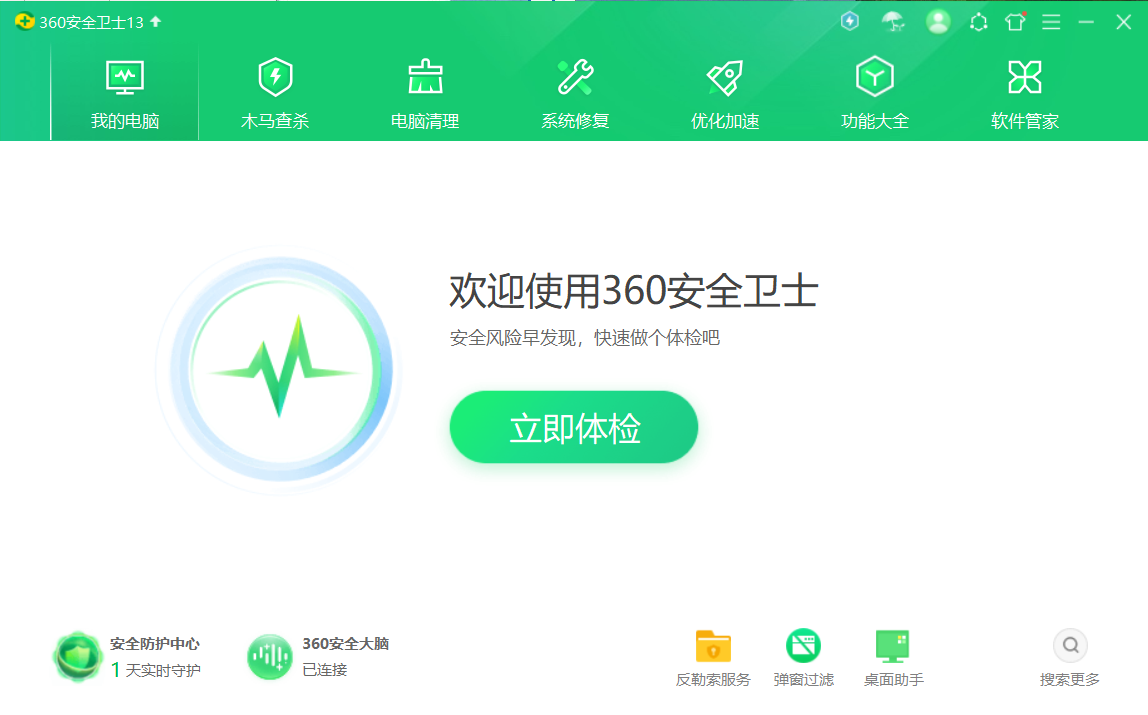 360安全卫士13
我的电脑
木马查杀
电脑清理
系统修复
优化加速
功能大全
软件管家
欢迎使用360安全卫士
安全风险早发现，快速做个体检吧
立即体检
安全防护中心
1 天实时守护
360安全大脑
已连接
反勒索服务
弹窗过滤
桌面助手
搜索更多